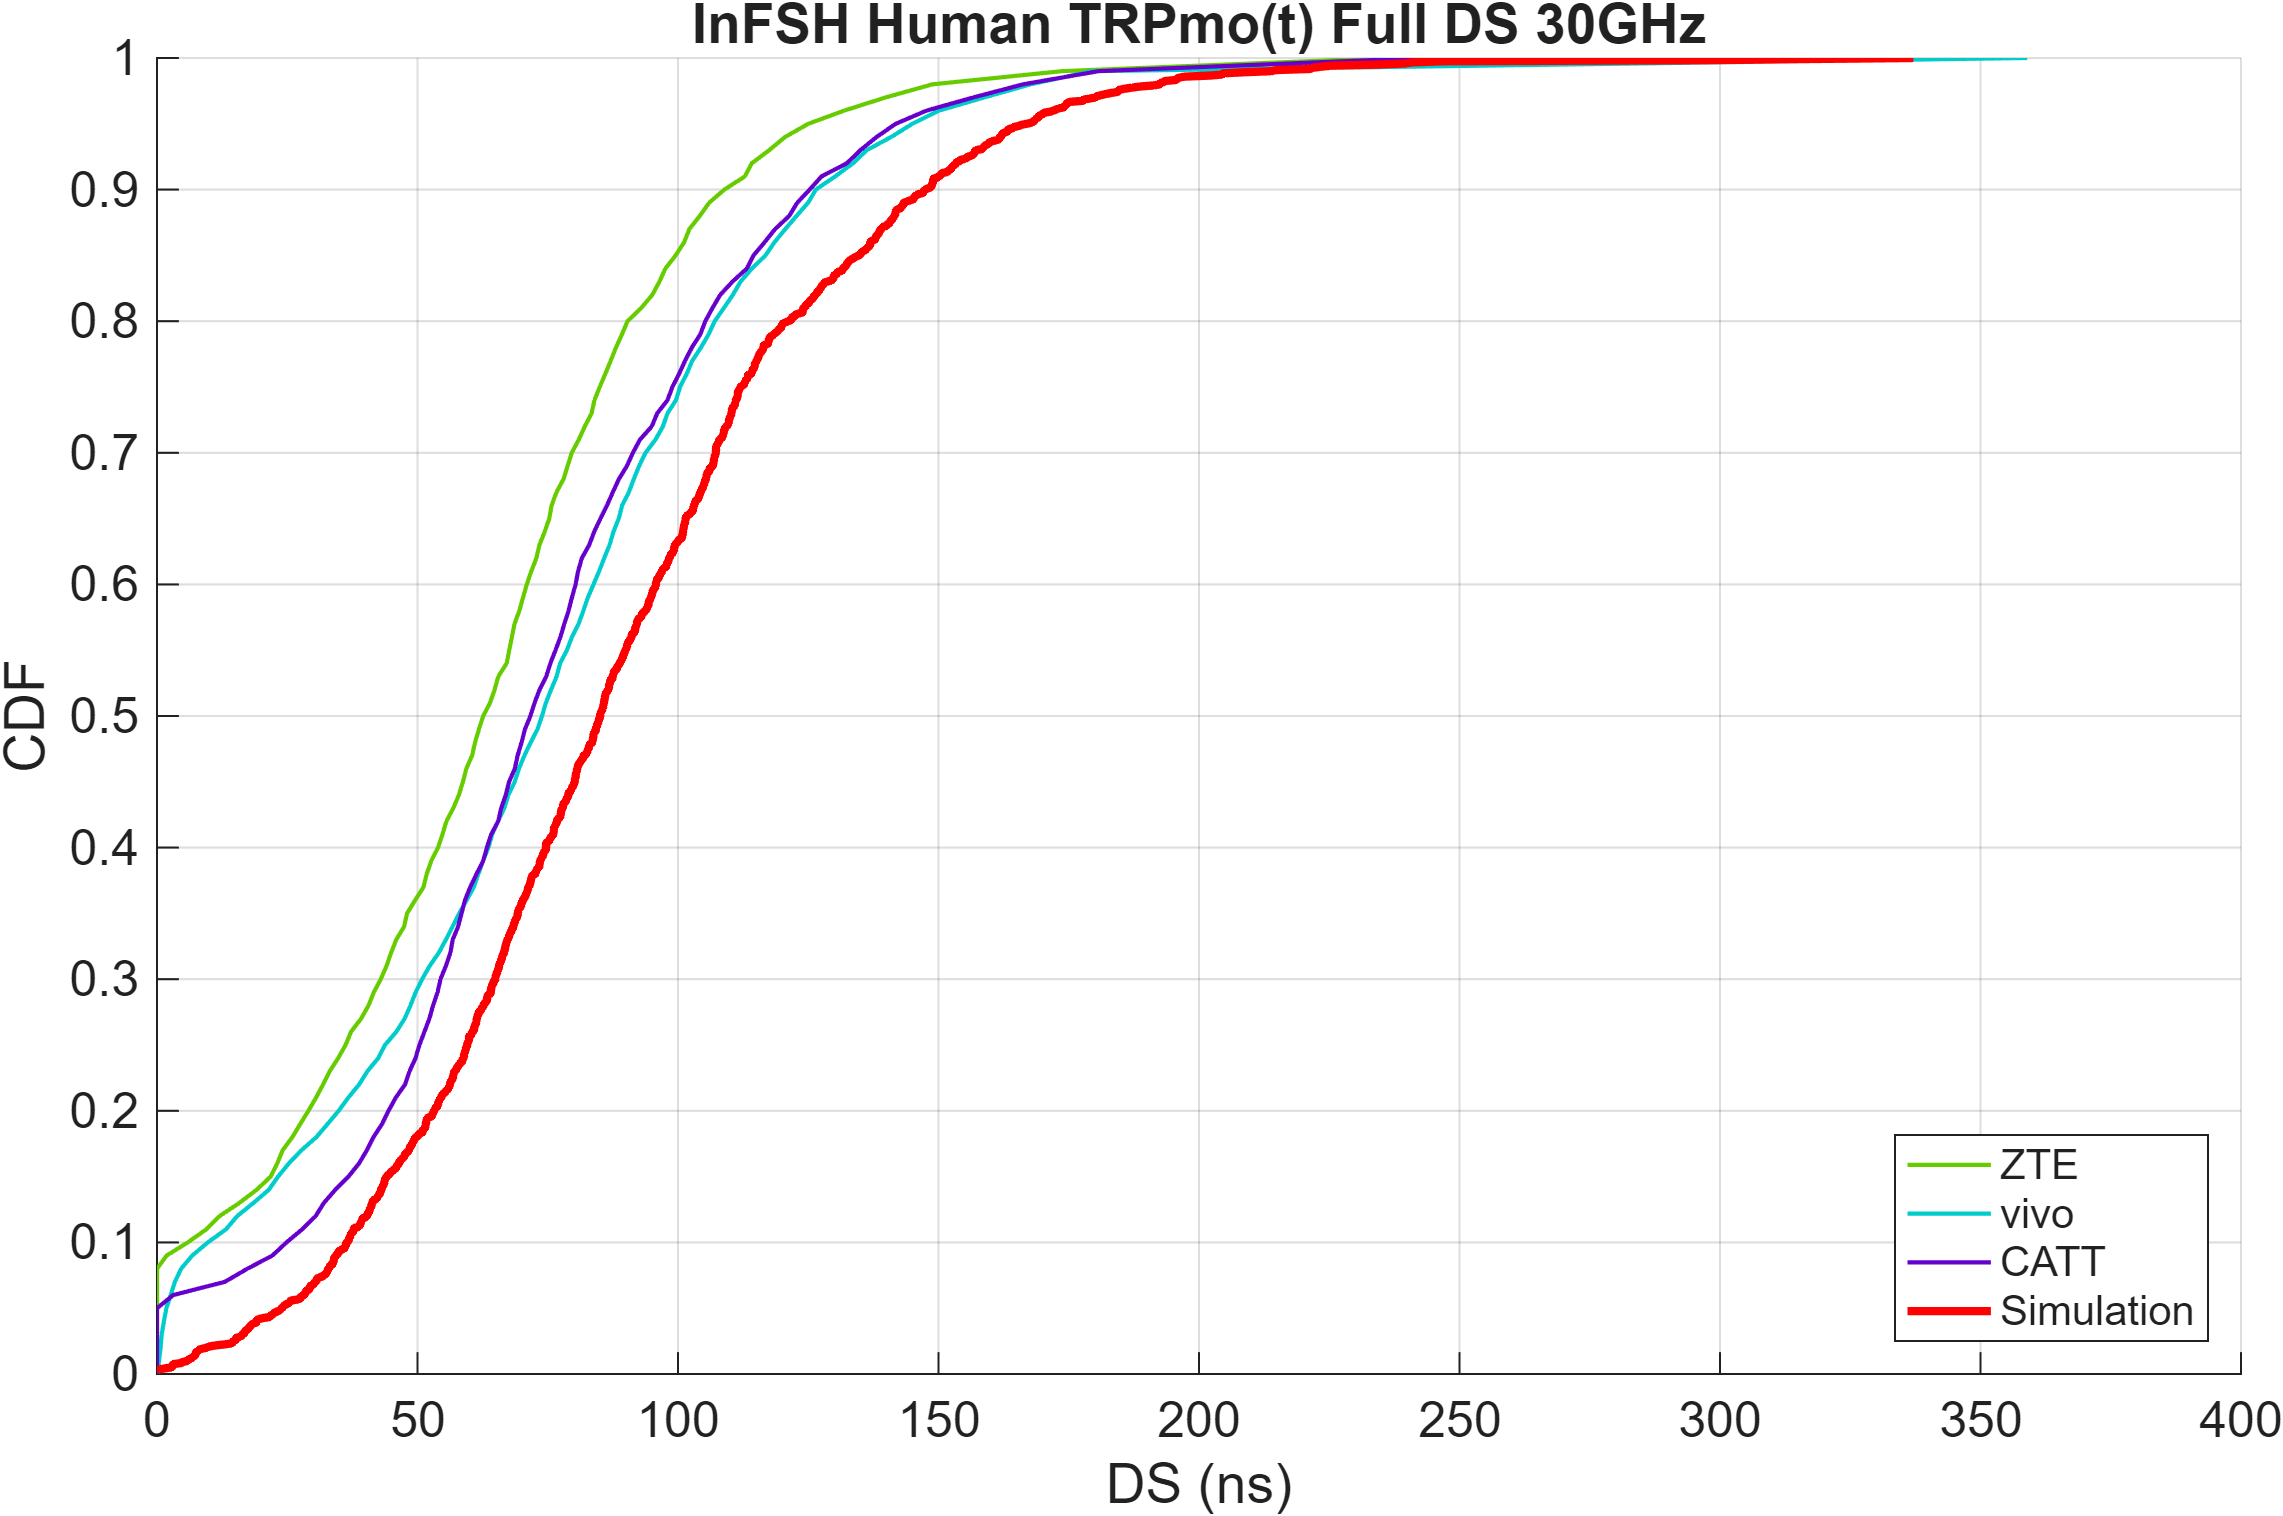 InFSH Human TRPmo(t) Full DS 30GHz
1
0.9
0.8
0.7
0.6
0.5
0.4
0.3
0.2
0.1
0
CDF
ZTE
vivo
CATT
Simulation
0 50 100 150 200 250 300 350 400
DS (ns)